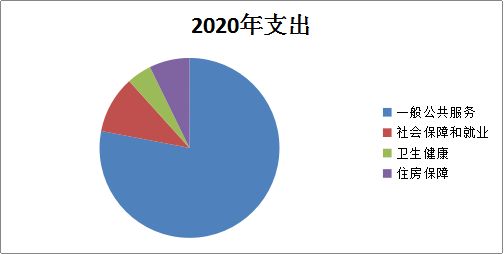 2020年支出
一般公共服务
社会保障和就业
卫生健康
住房保障